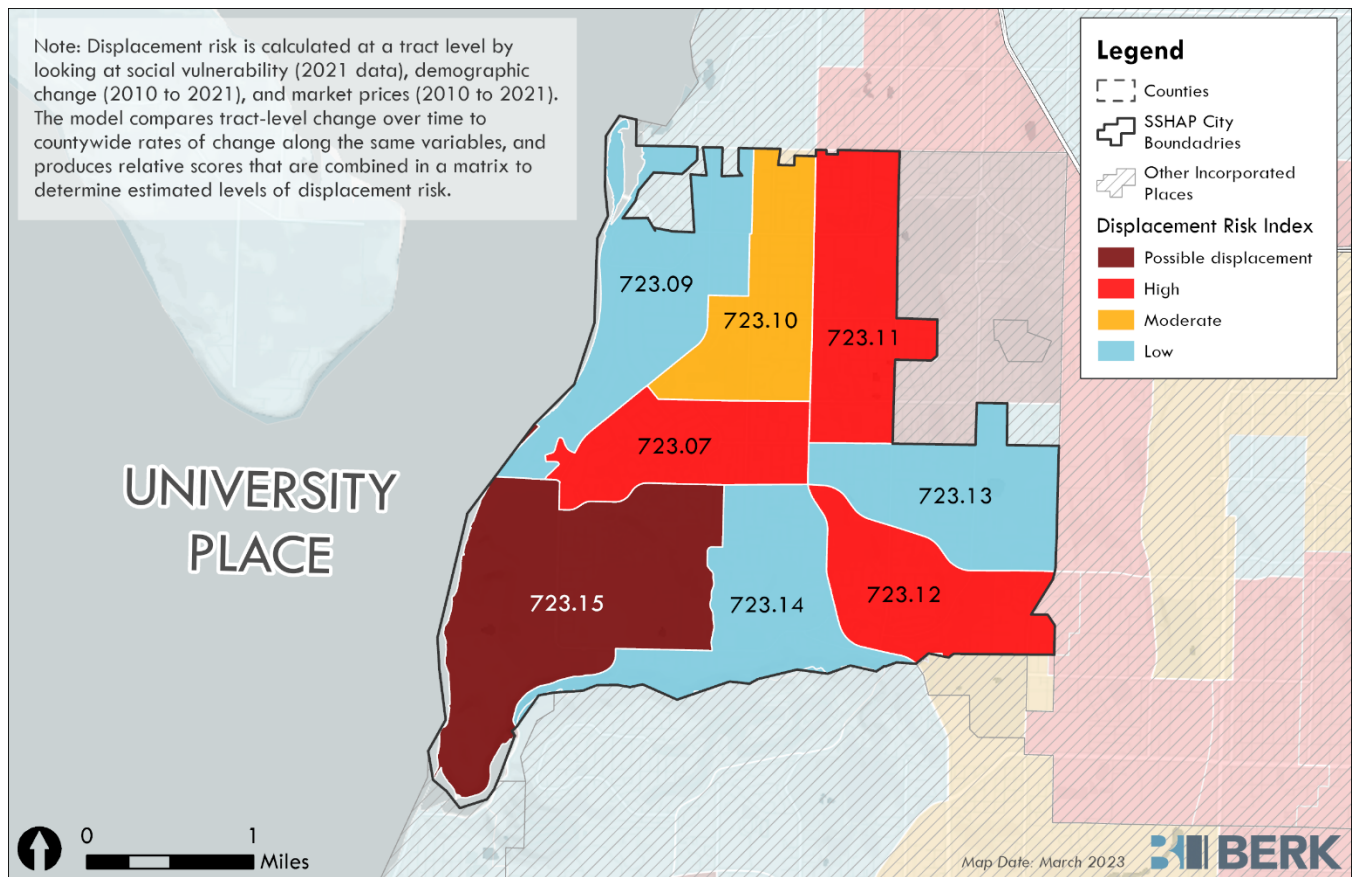 Note: Displacement risk is calculated at a tract level by
looking at social vulnerability (2021 data), demographic
change (2010 to 2021), and market prices (2010 to 2021).
The model compares tract-level change over time to
countywide rates of change along the same variables, and
produces relative scores that are combined in a matrix to
determine estimated levels of displacement risk.
Legend
Counties
SSHAP City
Boundadries
Other Incorporated
Places
Displacement Risk Index
Possible displacement
High
Moderate
Low
723.09
723.10
723.11
723.07
723.13
UNIVERSITY
PLACE
723.15
723.14
723.12
0 1
Miles
Map Date: March 2023
BERK